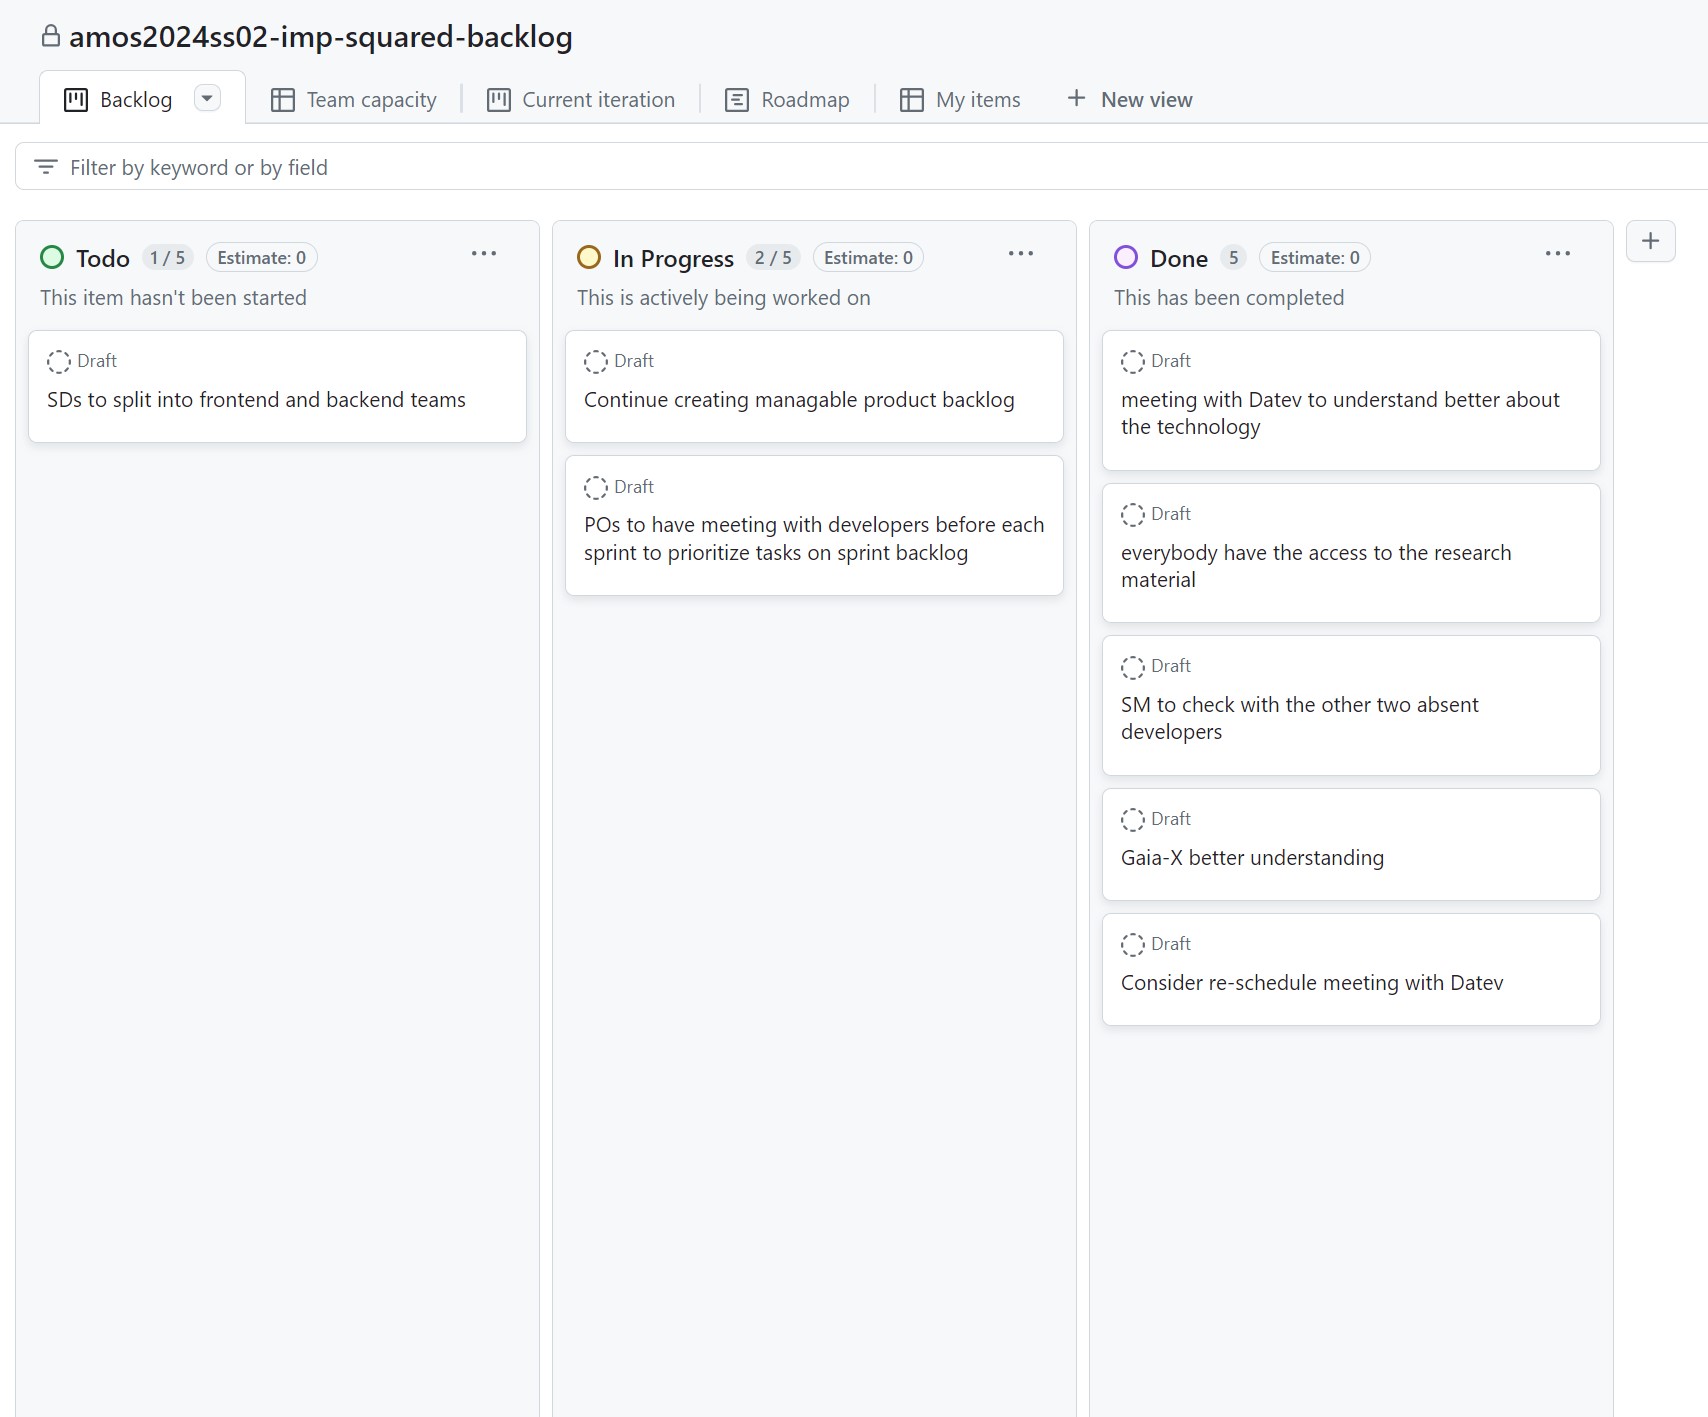 amos2024ss02-imp-squared-backlog
Backlog
Team capacity
Current iteration
Roadmap
My items
New view
Filter by keyword or by field
Todo 1 / 5 Estimate: 0
This item hasn't been started
Draft
SDs to split into frontend and backend teams
In Progress 2 / 5 Estimate: 0
This is actively being worked on
Draft
Continue creating managable product backlog
Draft
POs to have meeting with developers before each
sprint to prioritize tasks on sprint backlog
Done 5 Estimate: 0
This has been completed
Draft
meeting with Datev to understand better about
the technology
Draft
everybody have the access to the research
material
Draft
SM to check with the other two absent
developers
Draft
Gaia-X better understanding
Draft
Consider re-schedule meeting with Datev